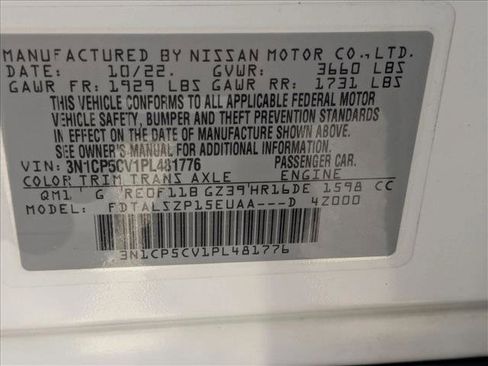 MANUFACTURED BY NISSAN MOTOR CO., LTD.
DATE: 10/22. GVWR: 3660 LBS
GAWR FR: 1929 LBS GAWR RR: 1731 LBS
THIS VEHICLE CONFORMS TO ALL APPLICABLE FEDERAL MOTOR
VEHICLE SAFETY, BUMPER AND THEFT PREVENTION STANDARDS
IN EFFECT ON THE DATE OF MANUFACTURE SHOWN ABOVE.
SEE OWNER'S MANUAL FOR ADDITIONAL INFORMATION.
VIN: 3N1CP5CV1PL481776 PASSENGER CAR.
COLOR TRIM TRANS AXLE ENGINE
QM1 G RE0F11B GZ39 HR16DE 1598 CC
MODEL: FDTALSZP15EUAA---D 4Z000
3N1CP5CV1PL481776